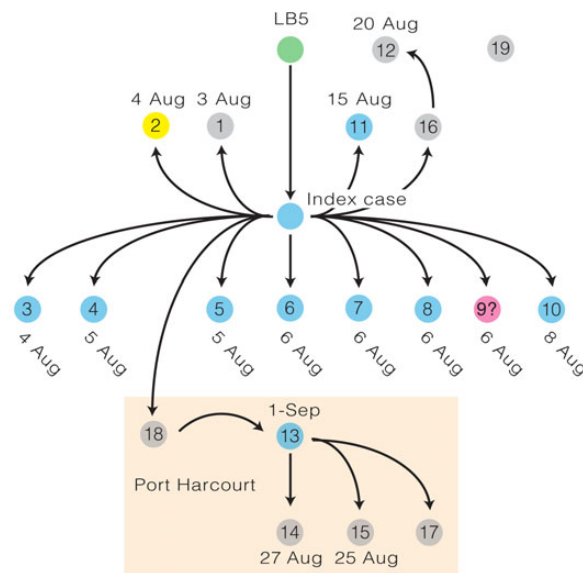 LB5
20 Aug
12
19
4 Aug
3 Aug
15 Aug
2
1
11
16
Index case
3
4
5
6
7
8
9?
10
4 Aug
5 Aug
5 Aug
6 Aug
6 Aug
6 Aug
6 Aug
8 Aug
1-Sep
18
13
Port Harcourt
14
15
17
27 Aug
25 Aug